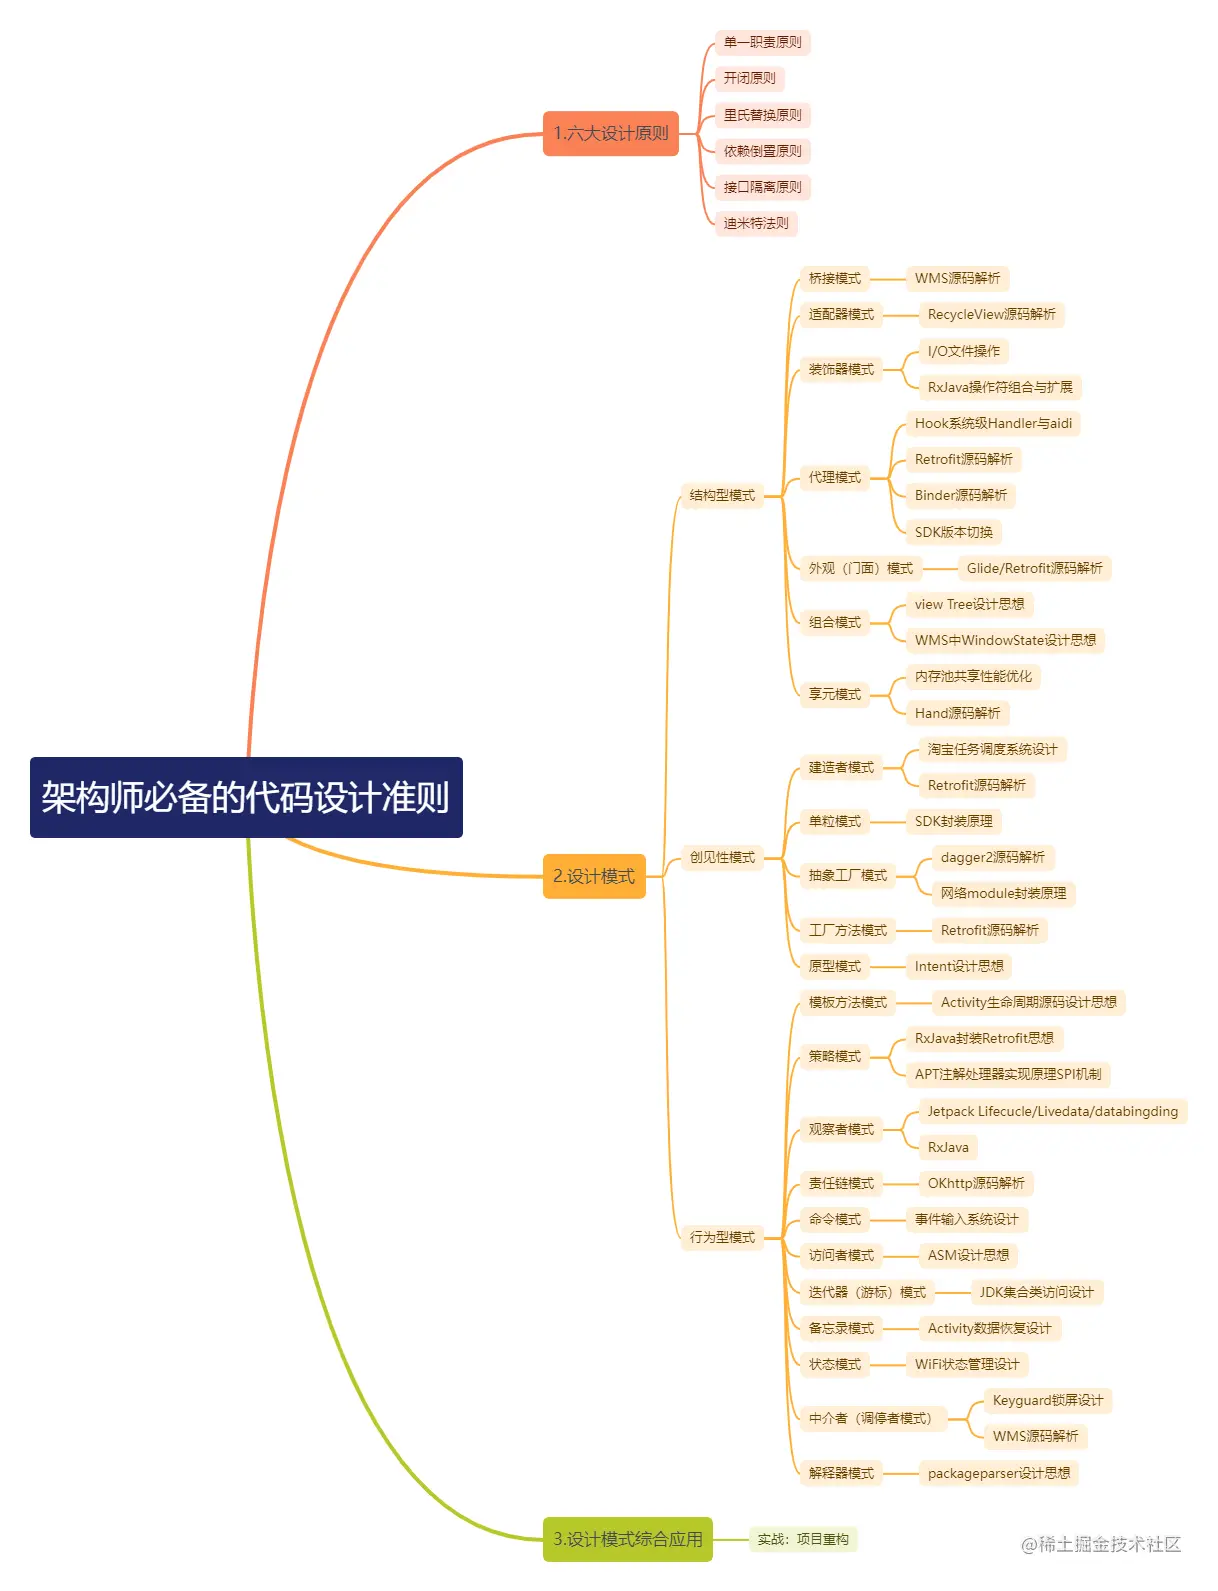 单一职责原则
开闭原则
里氏替换原则
1.六大设计原则
依赖倒置原则
接口隔离原则
迪米特法则
桥接模式
WMS源码解析
适配器模式
RecycleView源码解析
装饰器模式
I/O文件操作
RxJava操作符组合与扩展
结构型模式
代理模式
Hook系统级Handler与aidi
Retrofit源码解析
Binder源码解析
SDK版本切换
外观（门面）模式
Glide/Retrofit源码解析
组合模式
view Tree设计思想
WMS中WindowState设计思想
享元模式
内存池共享性能优化
Hand源码解析
架构师必备的代码设计准则
2.设计模式
创见性模式
建造者模式
淘宝任务调度系统设计
Retrofit源码解析
单粒模式
SDK封装原理
抽象工厂模式
dagger2源码解析
网络module封装原理
工厂方法模式
Retrofit源码解析
原型模式
Intent设计思想
行为型模式
模板方法模式
Activity生命周期源码设计思想
策略模式
RxJava封装Retrofit思想
APT注解处理器实现原理SPI机制
观察者模式
Jetpack Lifecucle/Livedata/databingding
RxJava
责任链模式
OKhttp源码解析
命令模式
事件输入系统设计
访问者模式
ASM设计思想
迭代器（游标）模式
JDK集合类访问设计
备忘录模式
Activity数据恢复设计
状态模式
WiFi状态管理设计
中介者（调停者模式）
Keyguard锁屏设计
WMS源码解析
解释器模式
packageparser设计思想
3.设计模式综合应用
实战：项目重构
@稀土掘金技术社区